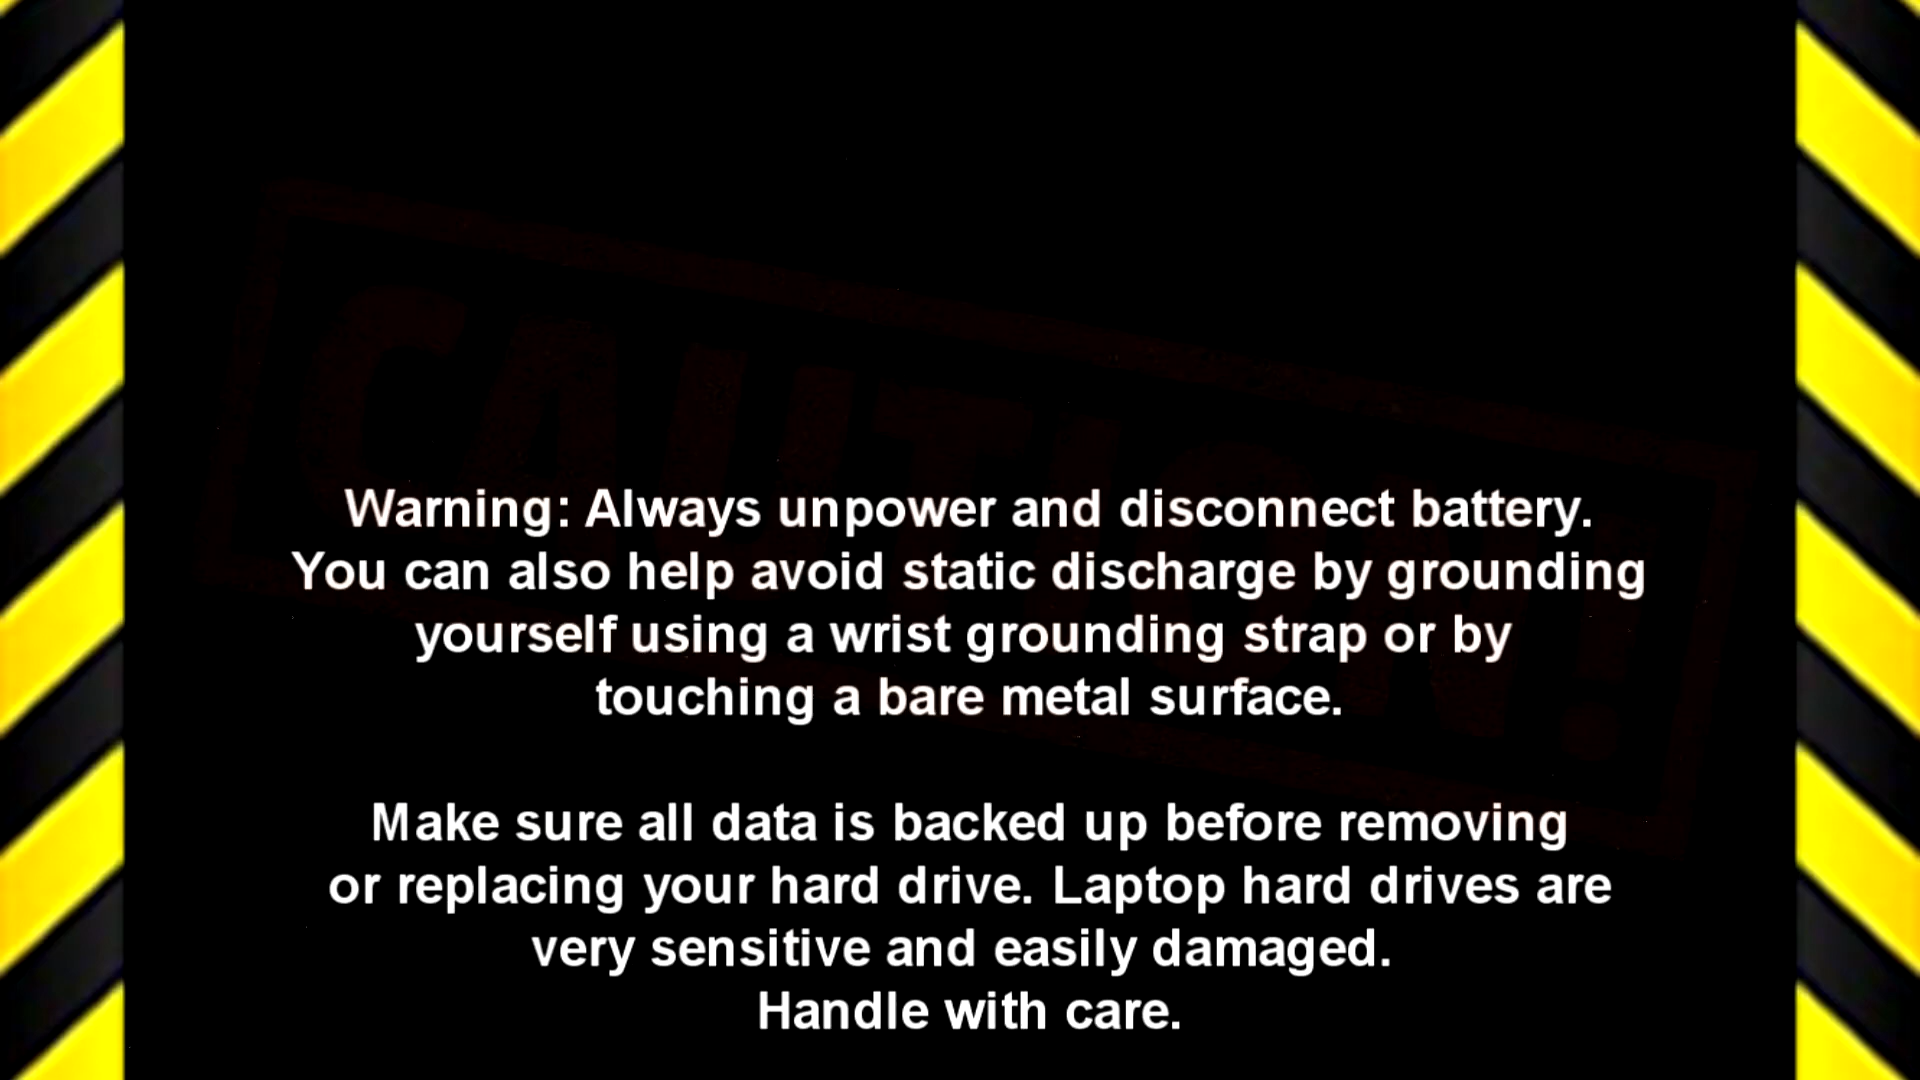 CAUTION!
Warning: Always unpower and disconnect battery.
You can also help avoid static discharge by grounding
yourself using a wrist grounding strap or by
touching a bare metal surface.
Make sure all data is backed up before removing
or replacing your hard drive. Laptop hard drives are
very sensitive and easily damaged.
Handle with care.